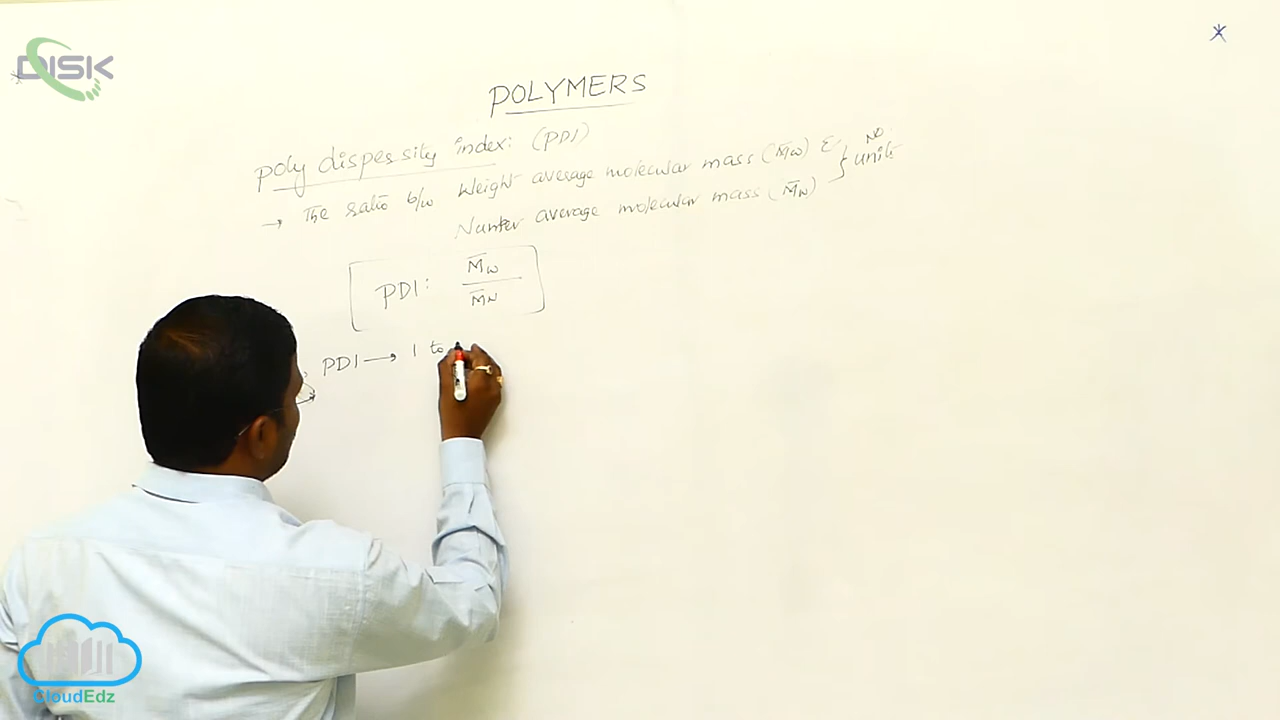 DISK
POLYMERS
poly dispersity index: (PDI)
→ The ratio b/w Weight average molecular mass (M̅w) &
Number average molecular mass (M̅N)
} No units
PDI: M̅w
M̅N
PDI → 1 to
CloudEdz